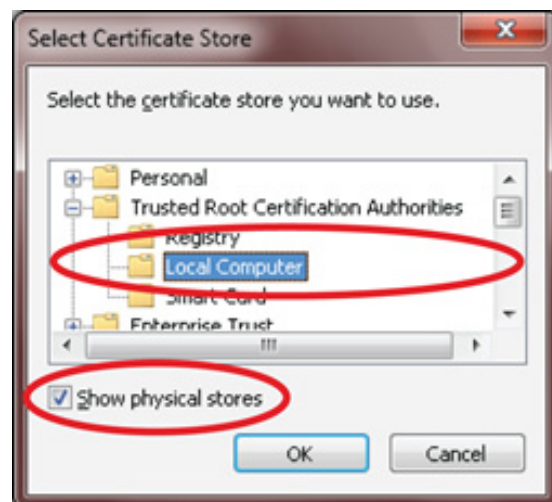 Select Certificate Store
Select the certificate store you want to use.
Personal
Trusted Root Certification Authorities
Registry
Local Computer
Smart Card
Enterprise Trust
Show physical stores
OK
Cancel